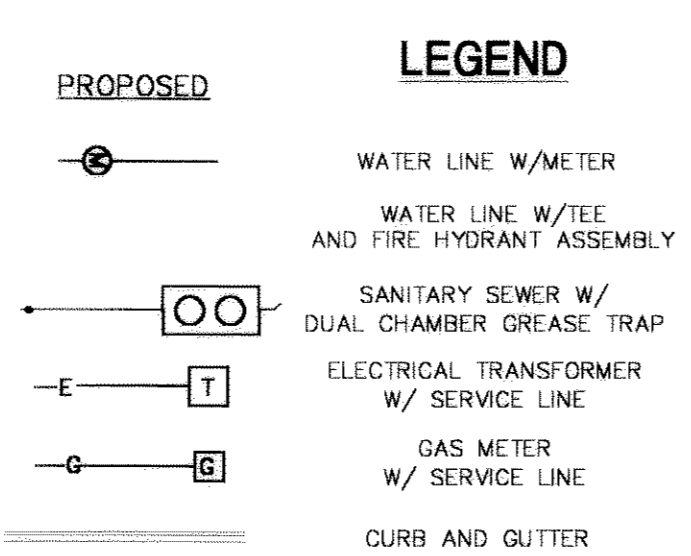 LEGEND
PROPOSED
M WATER LINE W/METER
WATER LINE W/TEE
AND FIRE HYDRANT ASSEMBLY
SANITARY SEWER W/
DUAL CHAMBER GREASE TRAP
E T ELECTRICAL TRANSFORMER
W/ SERVICE LINE
G G GAS METER
W/ SERVICE LINE
CURB AND GUTTER